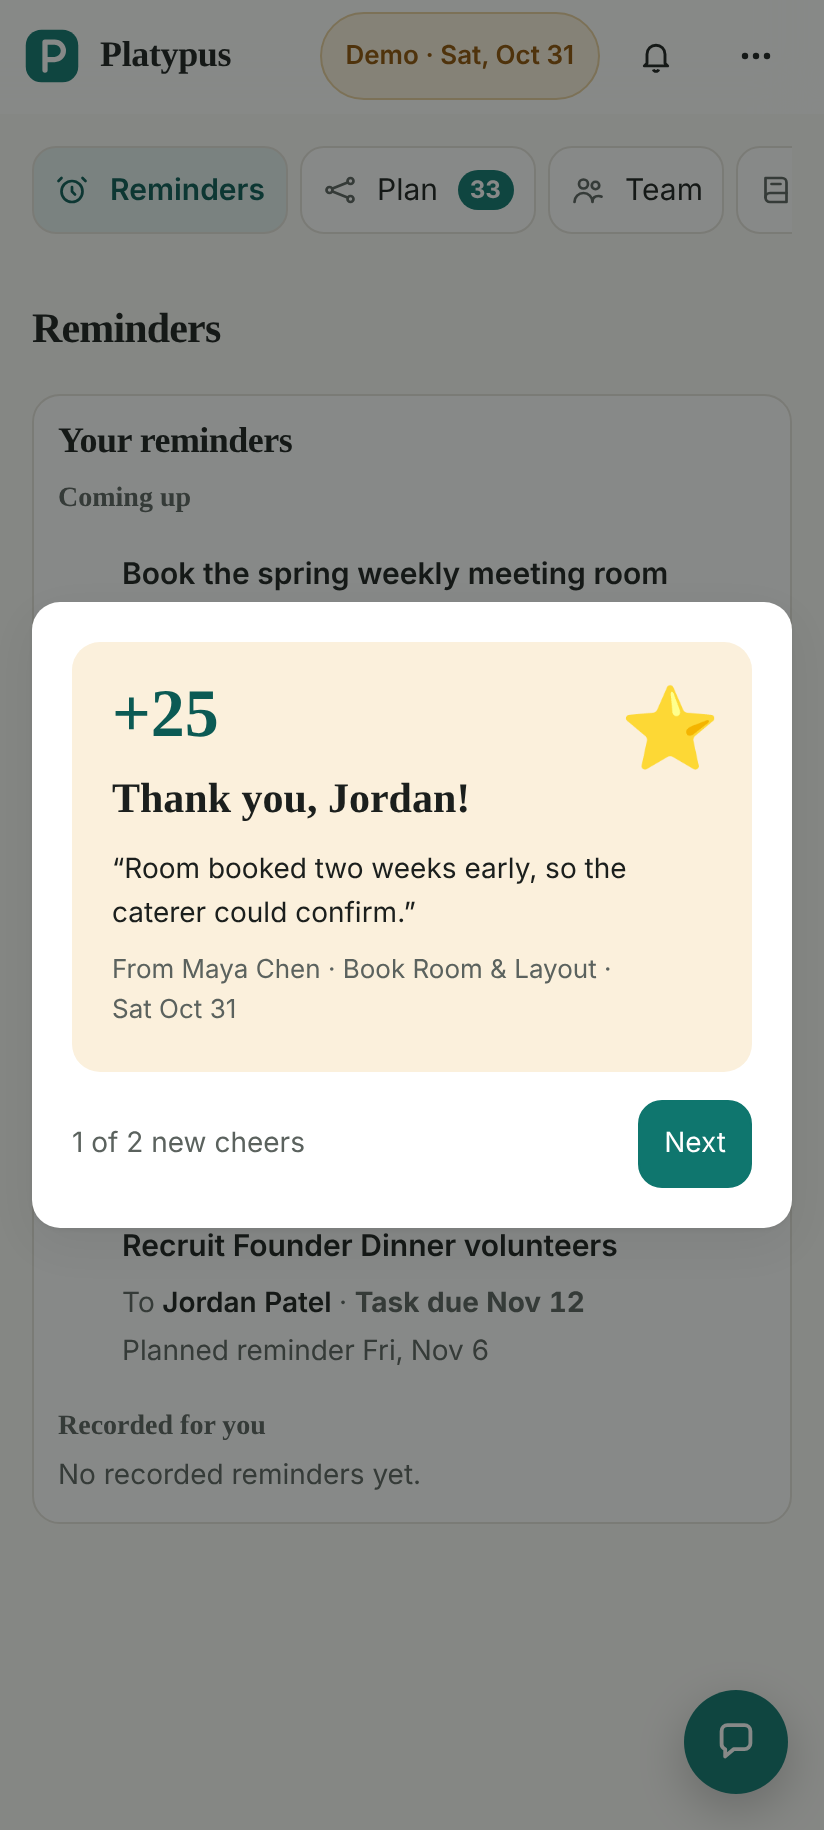 P Platypus
Demo · Sat, Oct 31
Reminders
Plan 33
Team
Reminders
Your reminders
Coming up
Book the spring weekly meeting room
+25
Thank you, Jordan!
“Room booked two weeks early, so the
caterer could confirm.”
From Maya Chen · Book Room & Layout ·
Sat Oct 31
1 of 2 new cheers
Next
Recruit Founder Dinner volunteers
To Jordan Patel · Task due Nov 12
Planned reminder Fri, Nov 6
Recorded for you
No recorded reminders yet.